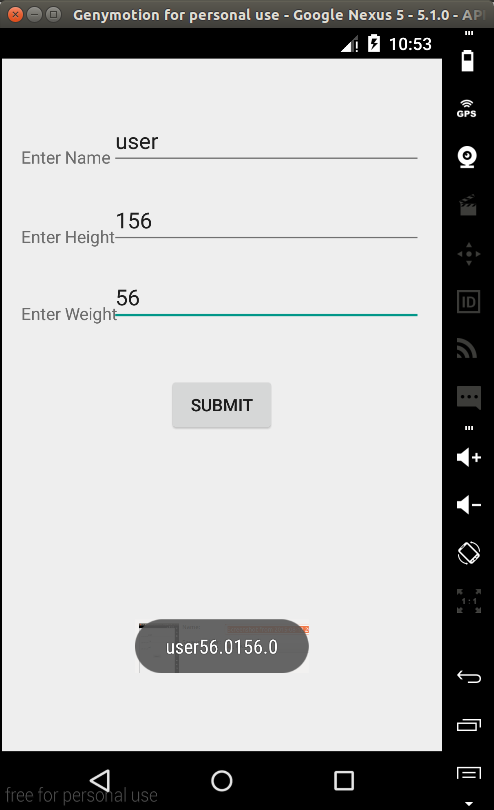 Genymotion for personal use - Google Nexus 5 - 5.1.0 - API
10:53
GPS
user
Enter Name
156
Enter Height
ID
56
Enter Weight
SUBMIT
1:1
user56.0156.0
free for personal use